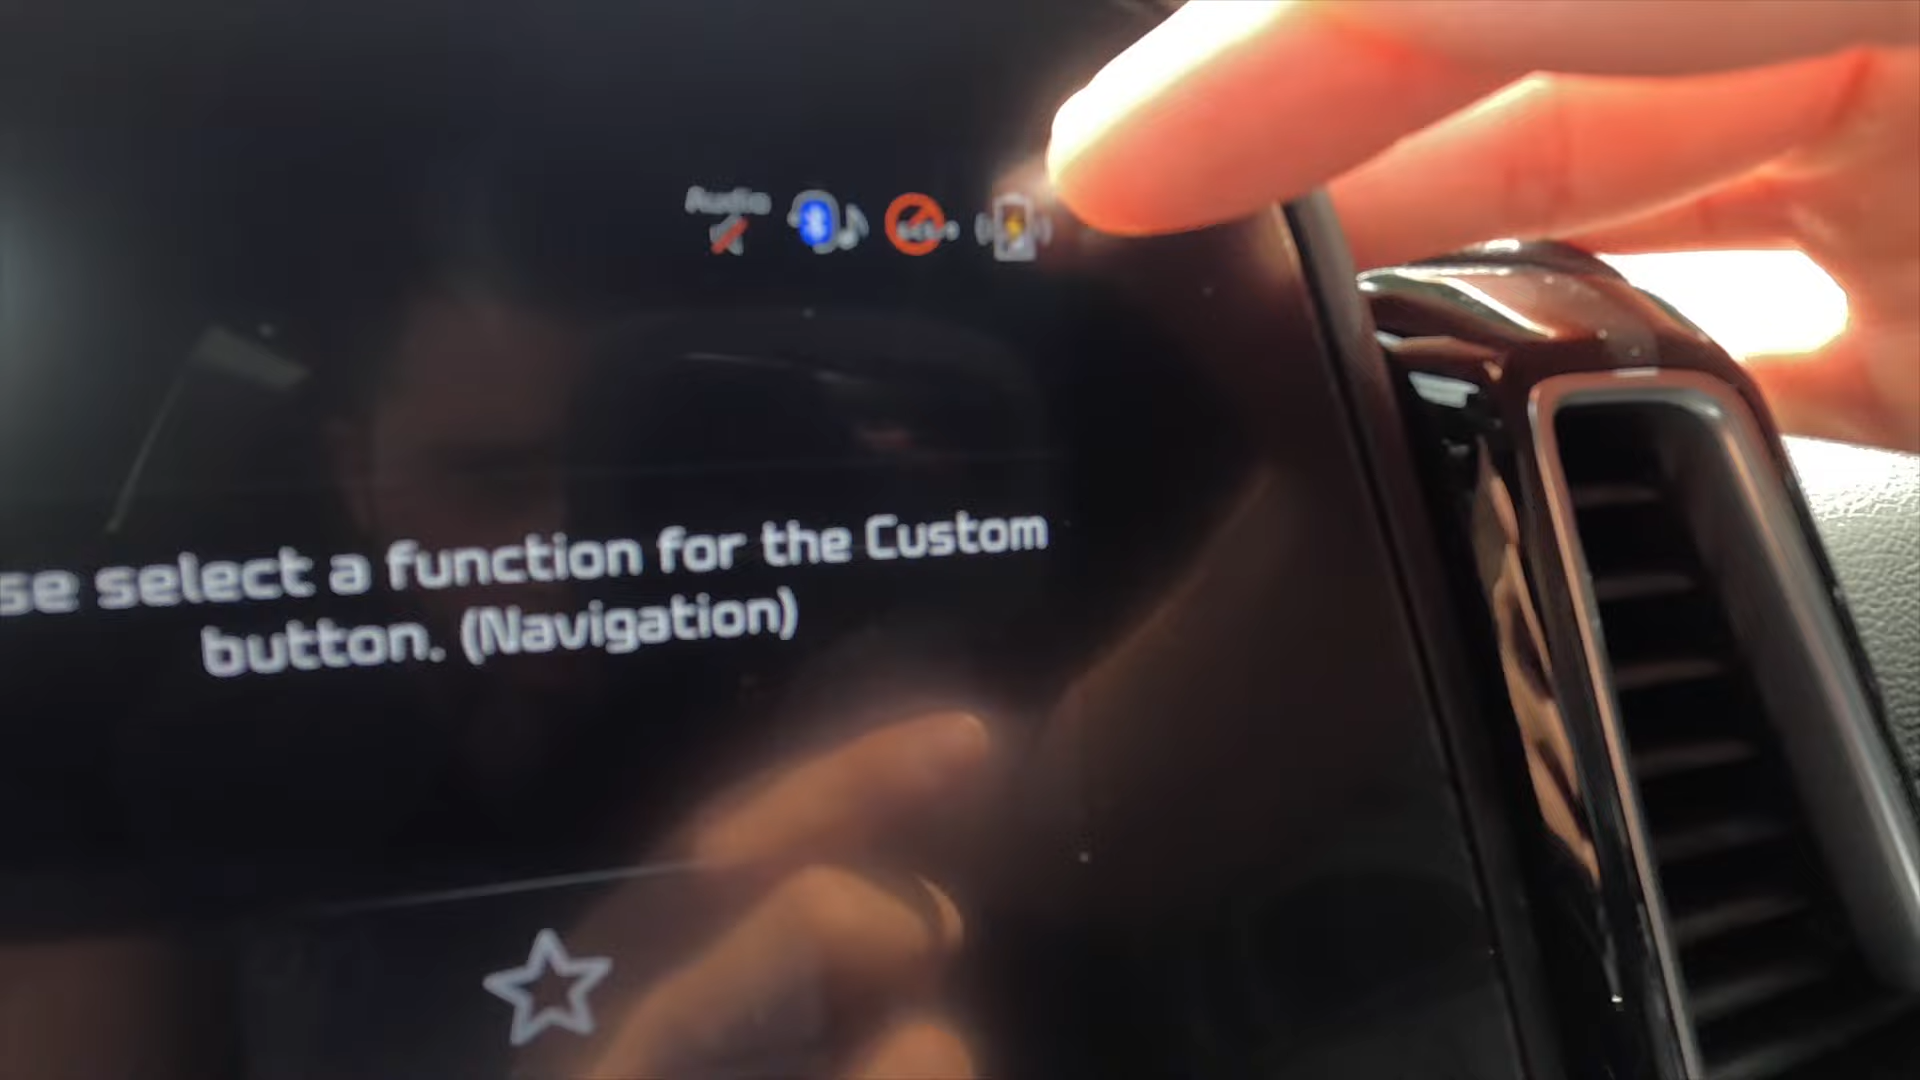 Audio
se select a function for the Custom
button. (Navigation)